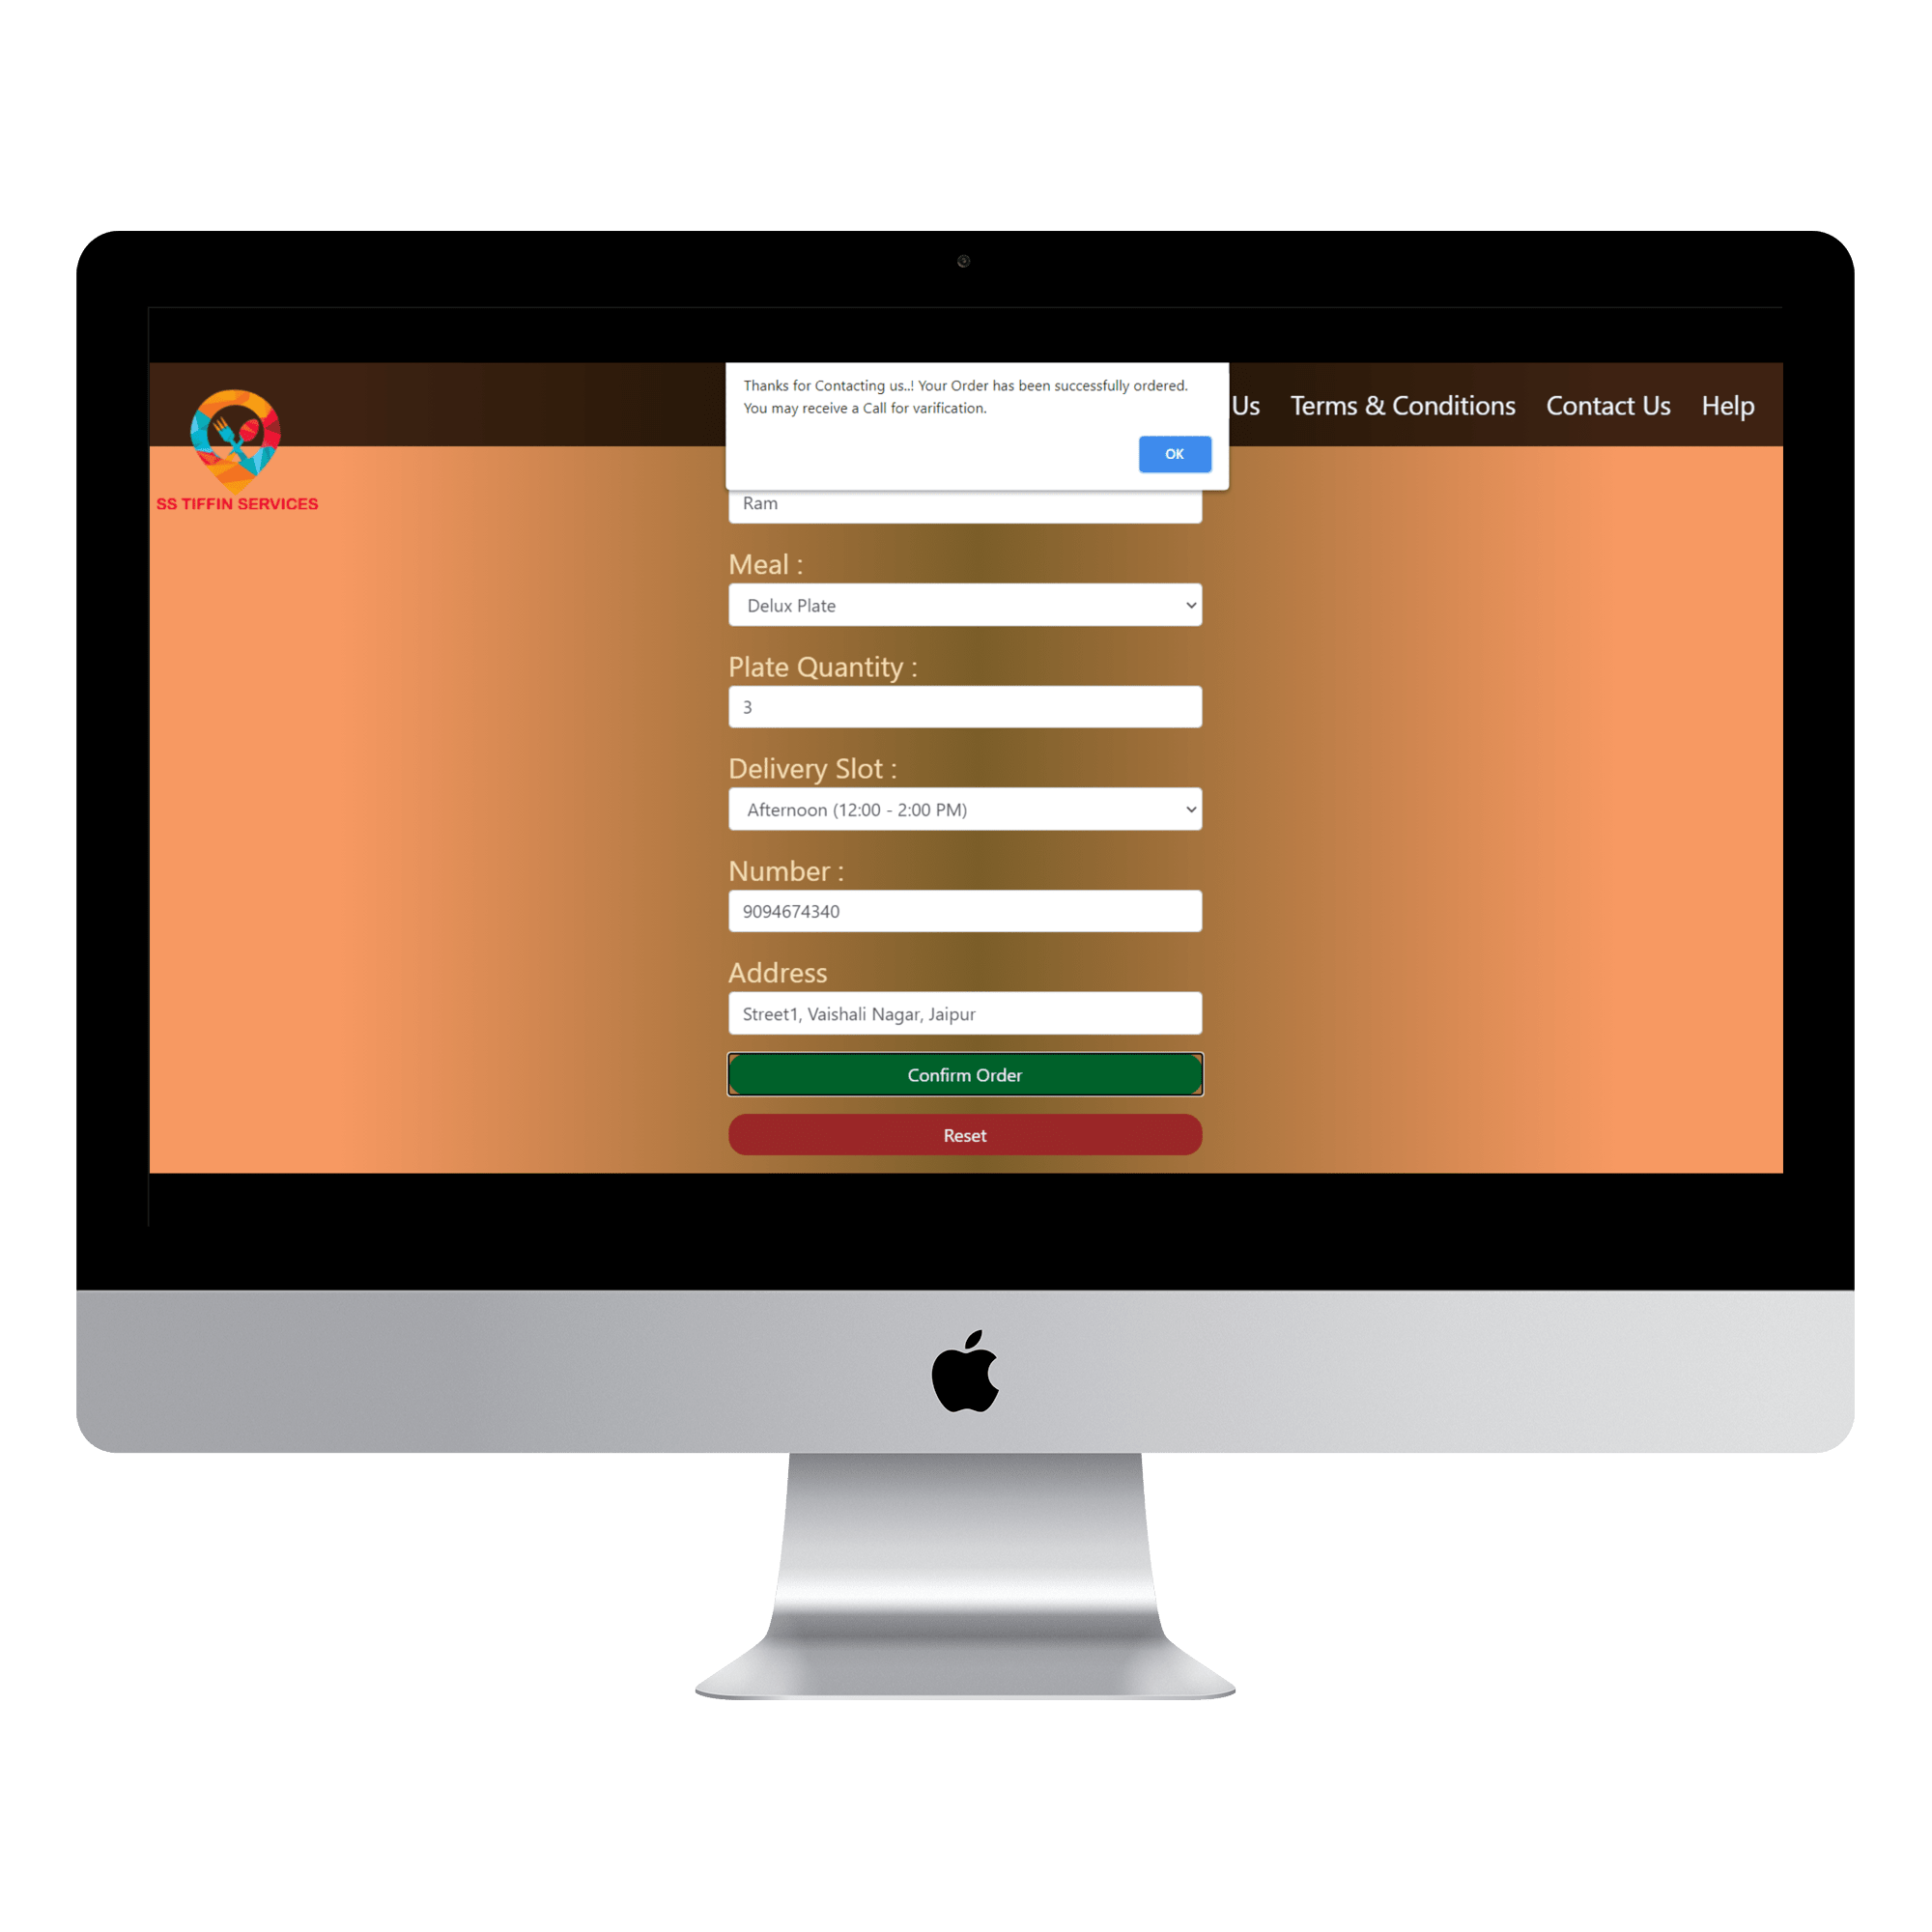 Thanks for Contacting us..! Your Order has been successfully ordered.
You may receive a Call for varification.
OK
Us Terms & Conditions Contact Us Help
SS TIFFIN SERVICES
Ram
Meal :
Delux Plate
Plate Quantity :
3
Delivery Slot :
Afternoon (12:00 - 2:00 PM)
Number :
9094674340
Address
Street1, Vaishali Nagar, Jaipur
Confirm Order
Reset